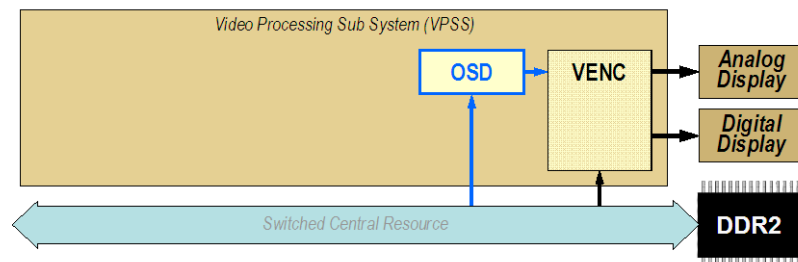 Video Processing Sub System (VPSS)
OSD
VENC
Analog
Display
Digital
Display
Switched Central Resource
DDR2